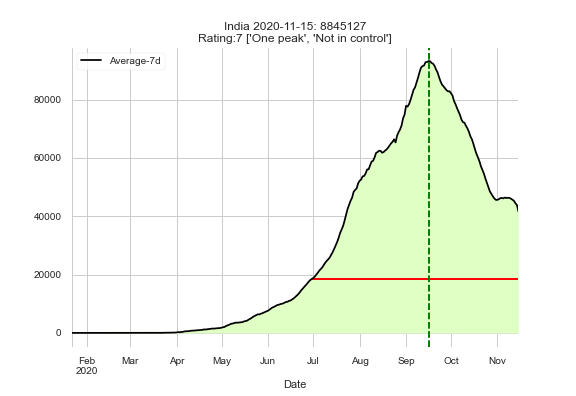 India 2020-11-15: 8845127
Rating:7 ['One peak', 'Not in control']
Average-7d
80000
60000
40000
20000
0
Feb Mar Apr May Jun Jul Aug Sep Oct Nov
2020
Date